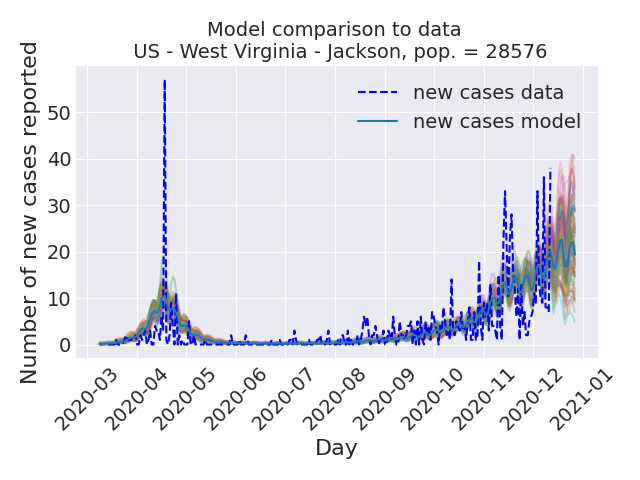 Model comparison to data
US - West Virginia - Jackson, pop. = 28576
Number of new cases reported
50
40
30
20
10
0
new cases data
new cases model
2020-03
2020-04
2020-05
2020-06
2020-07
2020-08
2020-09
2020-10
2020-11
2020-12
2021-01
Day